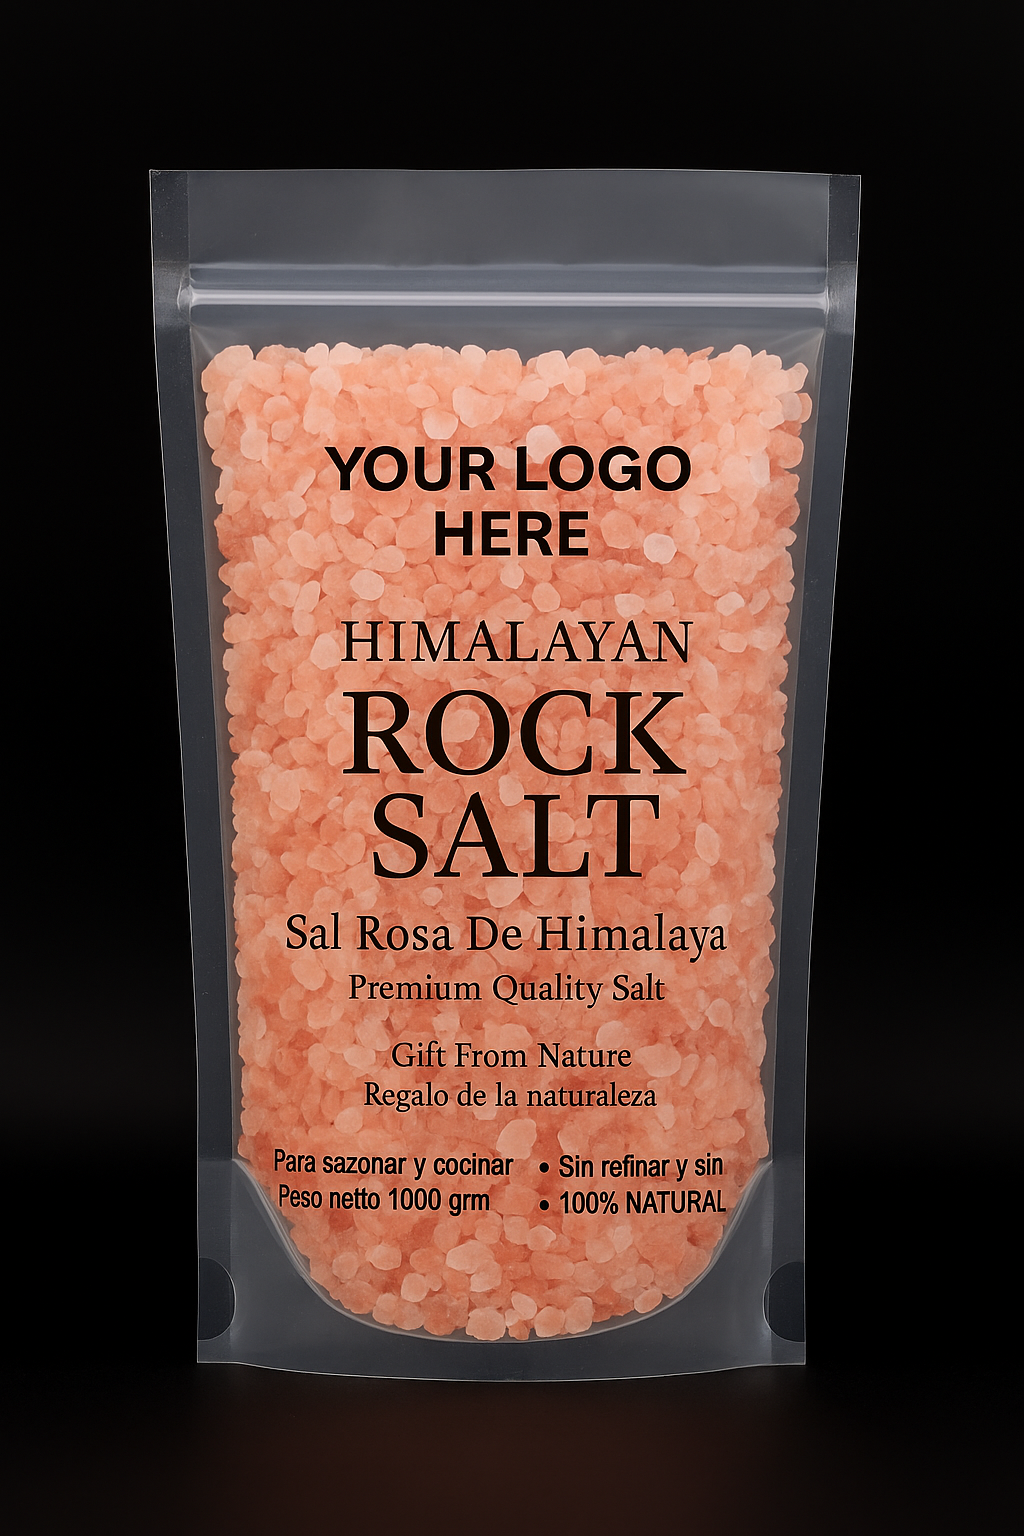 YOUR LOGO
HERE
HIMALAYAN
ROCK
SALT
Sal Rosa De Himalaya
Premium Quality Salt
Gift From Nature
Regalo de la naturaleza
Para sazonar y cocinar
Peso netto 1000 grm
• Sin refinar y sin
• 100% NATURAL